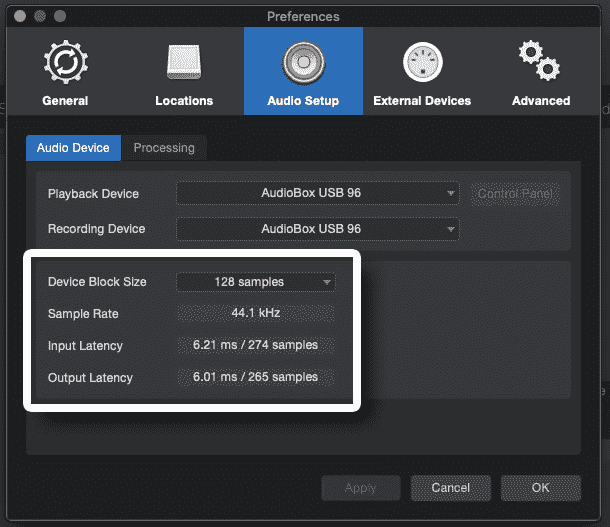 Preferences
General
Locations
Audio Setup
External Devices
Advanced
Audio Device
Processing
Playback Device
AudioBox USB 96
Control Panel
Recording Device
AudioBox USB 96
Device Block Size
128 samples
Sample Rate
44.1 kHz
Input Latency
6.21 ms / 274 samples
Output Latency
6.01 ms / 265 samples
Apply
Cancel
OK